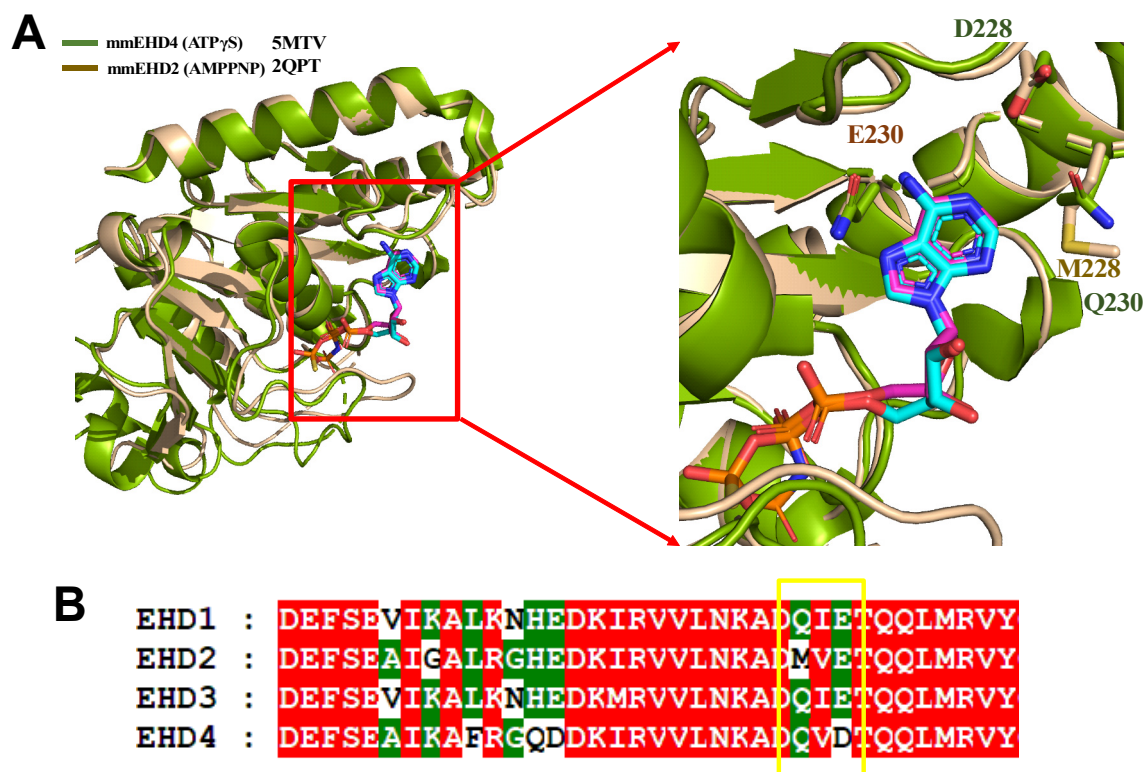 A
mmEHD4 (ATPγS) 5MTV
mmEHD2 (AMPPNP) 2QPT
D228
E230
M228
Q230
B
EHD1 : DEFSEVIKALKNHEDKIRVVLNKADQIETQQLMRVY
EHD2 : DEFSEAIGALRGHEDKIRVVLNKADMVETQQLMRVY
EHD3 : DEFSEVIKALKNHEDKMRVVLNKADQIETQQLMRVY
EHD4 : DEFSEAIKAFRGQDDKIRVVLNKADQVDTQQLMRVY